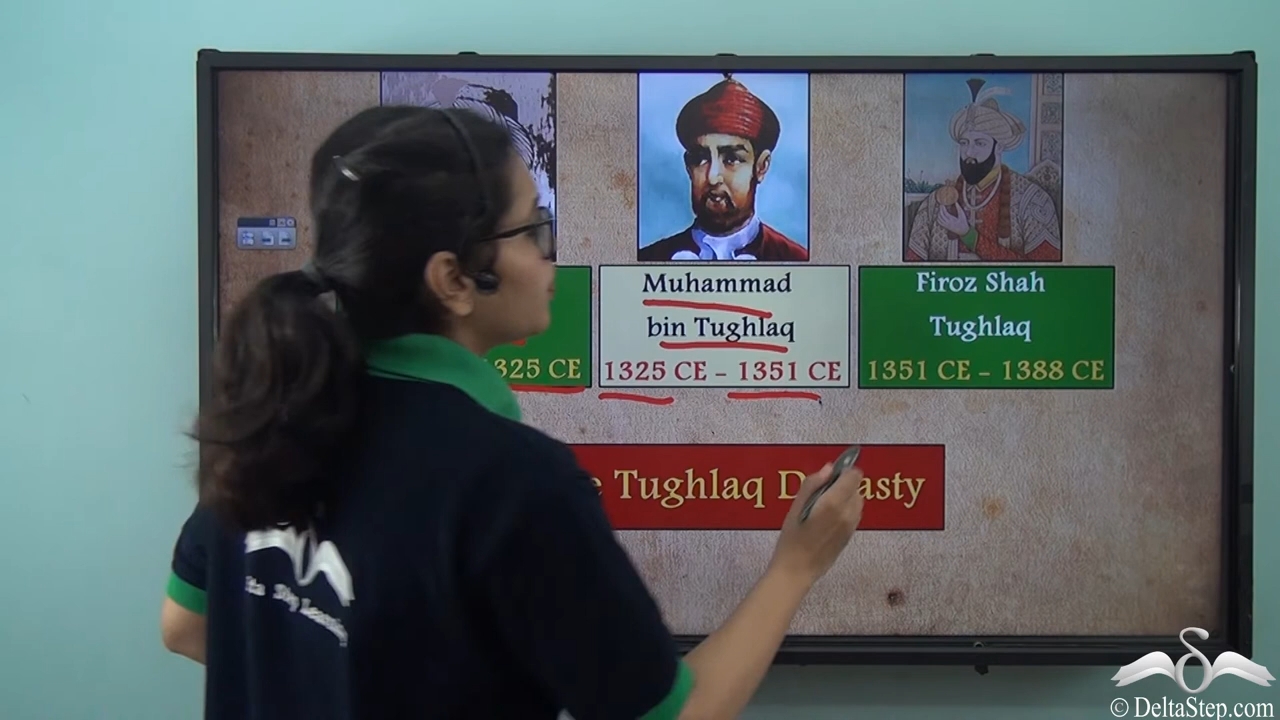 325 CE
Muhammad
bin Tughlaq
1325 CE – 1351 CE
Firoz Shah
Tughlaq
1351 CE – 1388 CE
Tughlaq
© DeltaStep.com